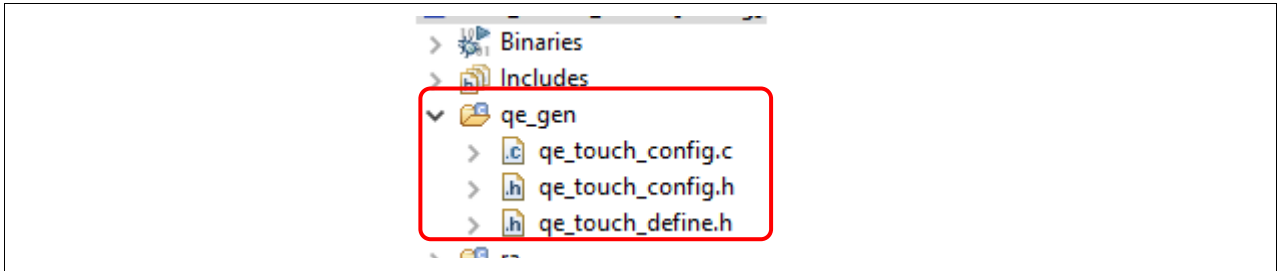 Binaries
Includes
qe_gen
qe_touch_config.c
qe_touch_config.h
qe_touch_define.h